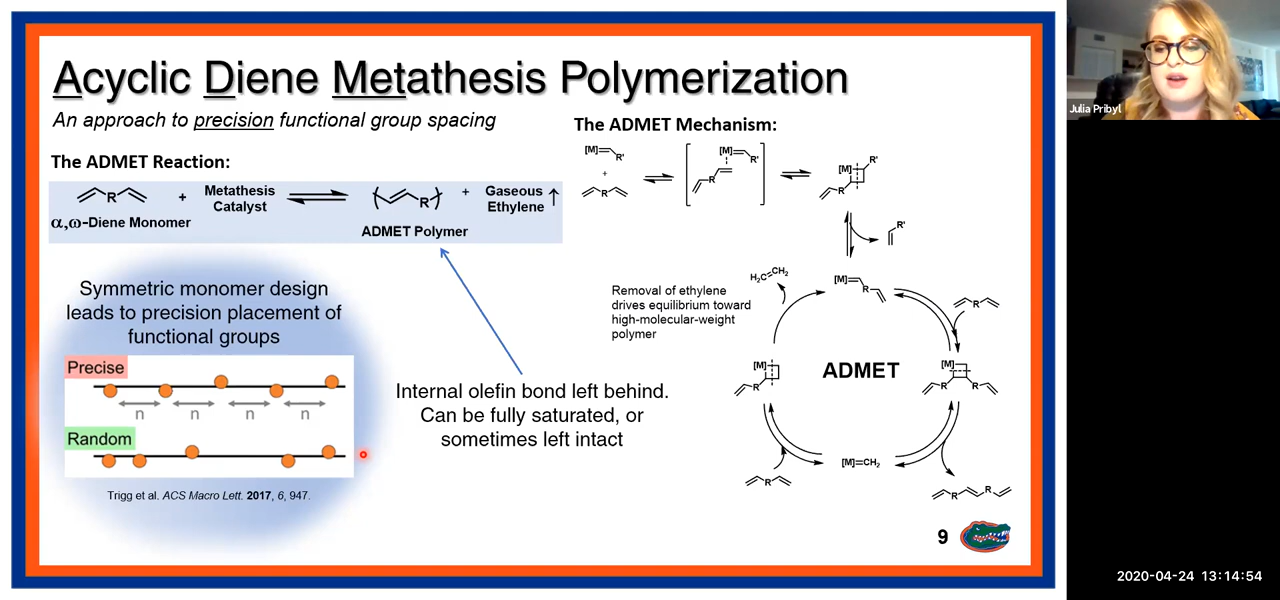 Acyclic Diene Metathesis Polymerization
An approach to precision functional group spacing
The ADMET Reaction:
R
α,ω-Diene Monomer
+
Metathesis
Catalyst
R
ADMET Polymer
+
Gaseous
Ethylene
Symmetric monomer design
leads to precision placement of
functional groups
Precise
n n n n
Random
Trigg et al. ACS Macro Lett. 2017, 6, 947.
Internal olefin bond left behind.
Can be fully saturated, or
sometimes left intact
The ADMET Mechanism:
[M] R'
+
R
[M] R'
R
[M] R'
R
R'
H2C CH2
[M]
R
Removal of ethylene
drives equilibrium toward
high-molecular-weight
polymer
R
[M]
R
ADMET
[M]
R R
[M]=CH2
R
R R
9
Julia Pribyl
2020-04-24 13:14:54